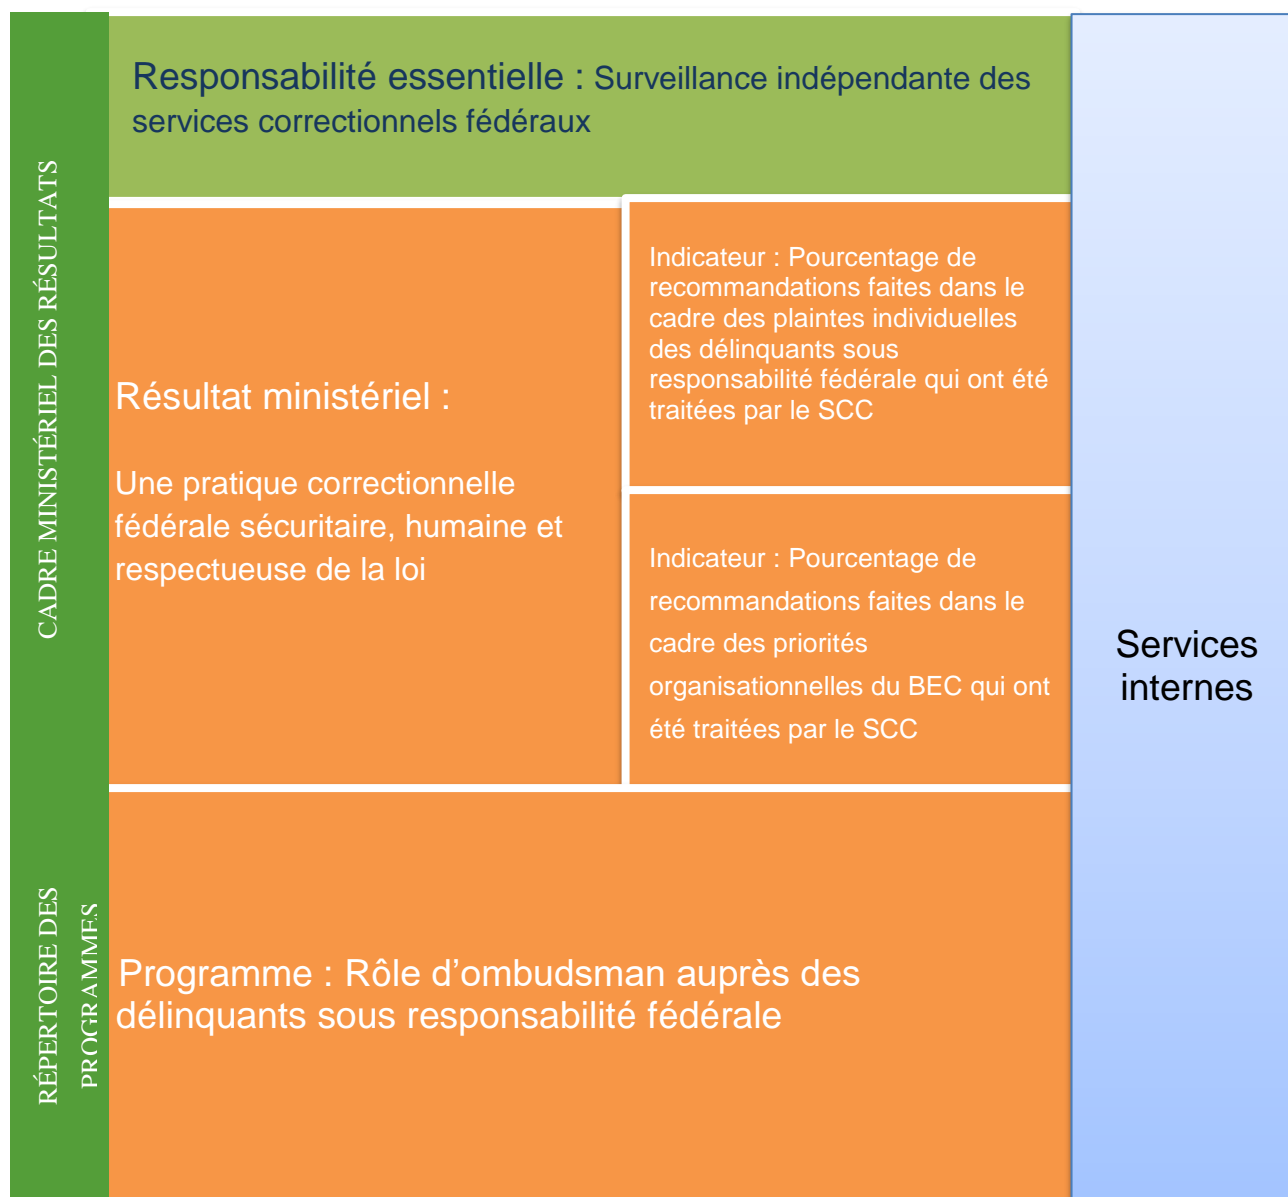 Responsabilité essentielle : Surveillance indépendante des
services correctionnels fédéraux
CADRE MINISTÉRIEL DES RÉSULTATS
Résultat ministériel :
Une pratique correctionnelle
fédérale sécuritaire, humaine et
respectueuse de la loi
Indicateur : Pourcentage de
recommandations faites dans le
cadre des plaintes individuelles
des délinquants sous
responsabilité fédérale qui ont été
traitées par le SCC
Indicateur : Pourcentage de
recommandations faites dans le
cadre des priorités
organisationnelles du BEC qui ont
été traitées par le SCC
Services
internes
RÉPERTOIRE DES
PROGRAMMES
Programme : Rôle d’ombudsman auprès des
délinquants sous responsabilité fédérale